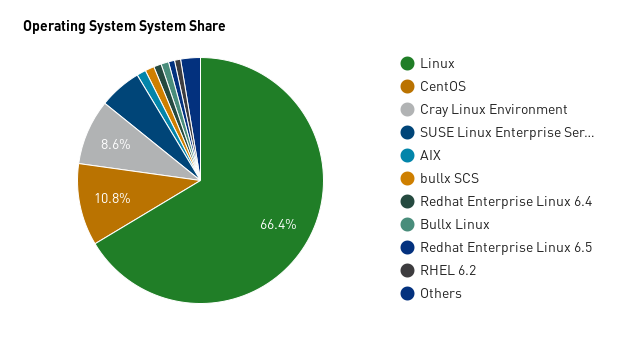 Operating System System Share
Linux
CentOS
Cray Linux Environment
SUSE Linux Enterprise Ser...
AIX
bullx SCS
Redhat Enterprise Linux 6.4
Bullx Linux
Redhat Enterprise Linux 6.5
RHEL 6.2
Others
8.6%
10.8%
66.4%